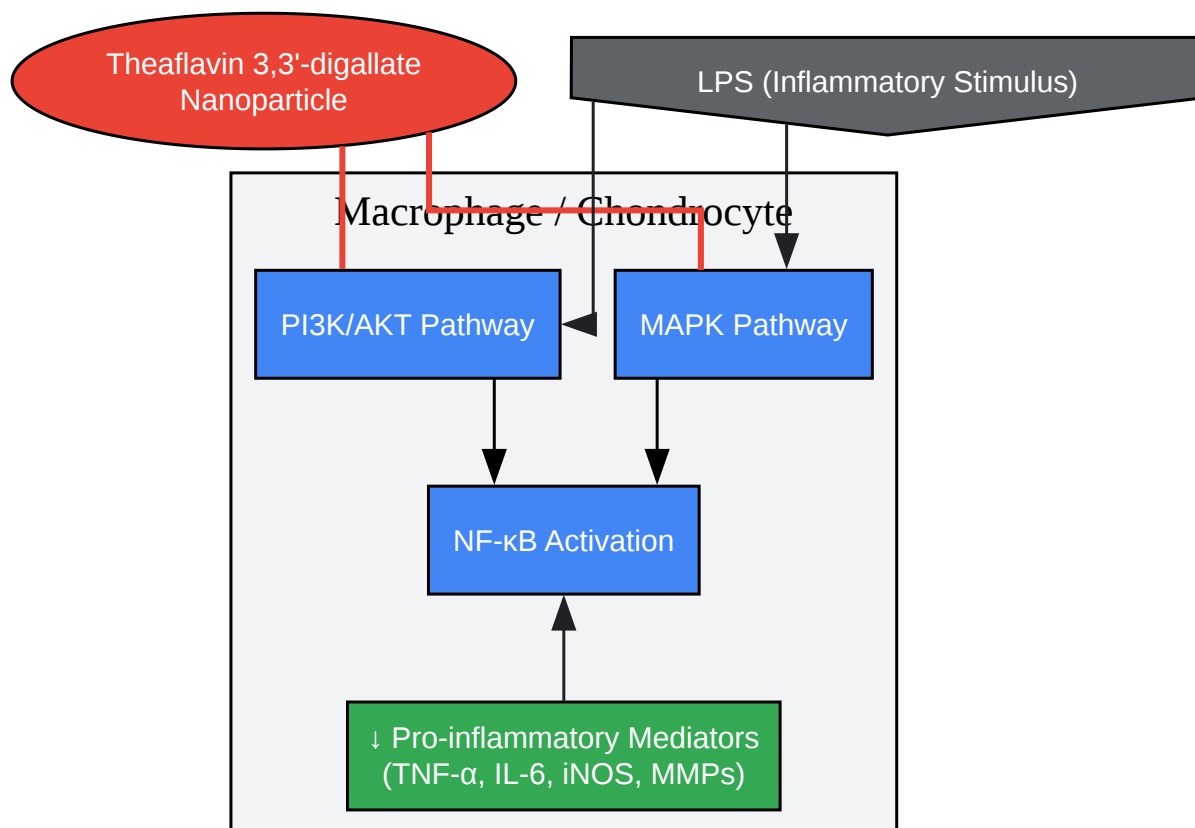 Theaflavin 3,3'-digallate
Nanoparticle
LPS (Inflammatory Stimulus)
Macrophage / Chondrocyte
PI3K/AKT Pathway
MAPK Pathway
NF-κB Activation
↓ Pro-inflammatory Mediators
(TNF-α, IL-6, iNOS, MMPs)